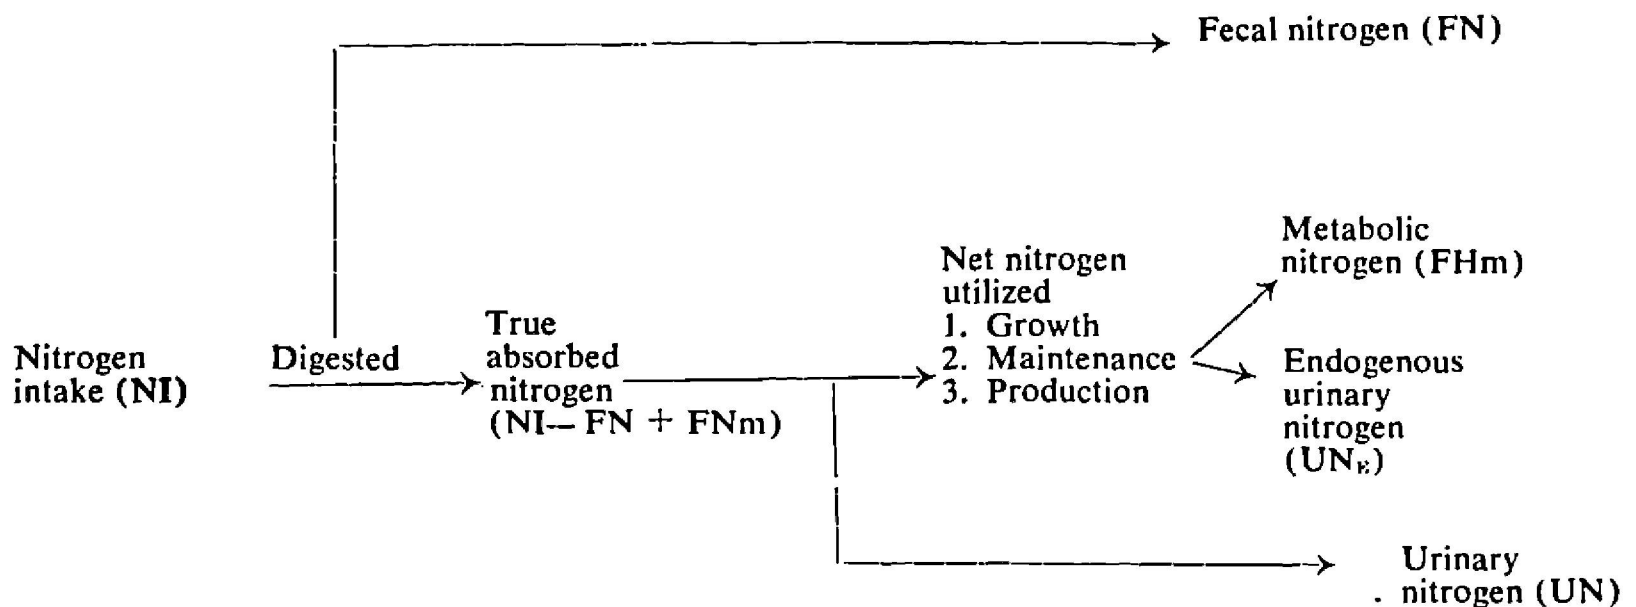 Fecal nitrogen (FN)
Metabolic
nitrogen (FHm)
Net nitrogen
utilized
1. Growth
2. Maintenance
3. Production
True
absorbed
nitrogen
(NI— FN + FNm)
Nitrogen
intake (NI)
Digested
Endogenous
urinary
nitrogen
(UNE)
Urinary
nitrogen (UN)